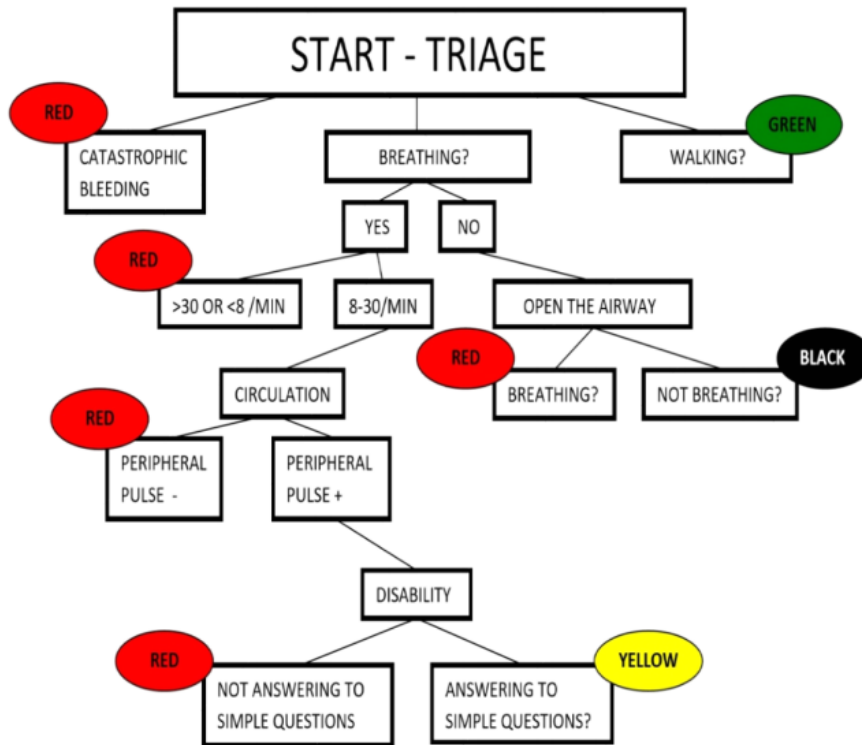 START - TRIAGE
RED
GREEN
CATASTROPHIC
BLEEDING
BREATHING?
WALKING?
YES
NO
RED
>30 OR <8 /MIN
8-30/MIN
OPEN THE AIRWAY
RED
BLACK
CIRCULATION
BREATHING?
NOT BREATHING?
RED
PERIPHERAL
PULSE -
PERIPHERAL
PULSE +
DISABILITY
RED
YELLOW
NOT ANSWERING TO
SIMPLE QUESTIONS
ANSWERING TO
SIMPLE QUESTIONS?